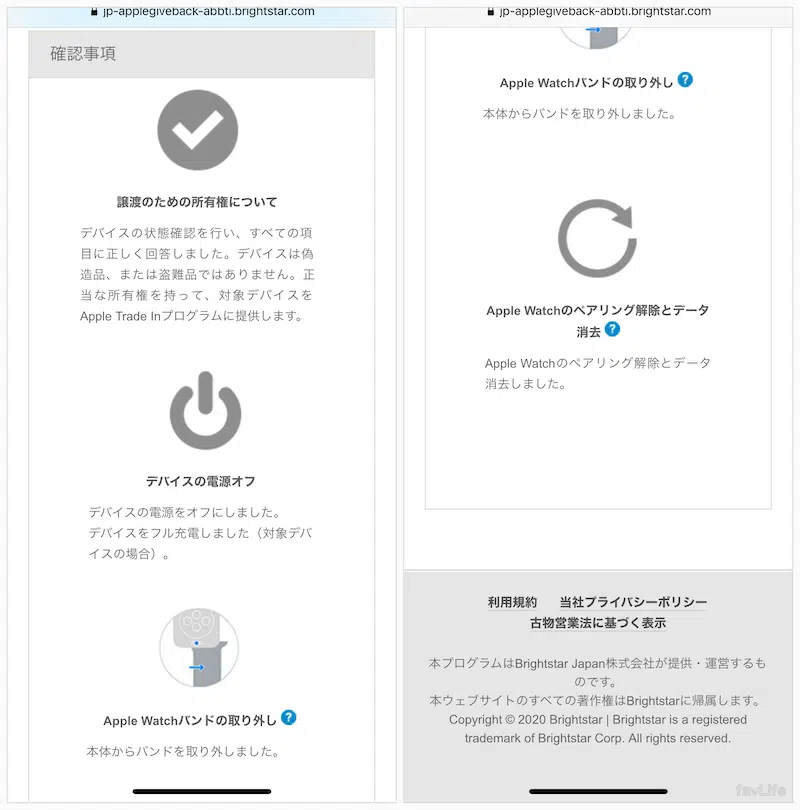 jp-applegiveback-abbti.brightstar.com
確認事項
譲渡のための所有権について
デバイスの状態確認を行い、すべての項
目に正しく回答しました。デバイスは偽
造品、または盗難品ではありません。正
当な所有権を持って、対象デバイスを
Apple Trade Inプログラムに提供します。
デバイスの電源オフ
デバイスの電源をオフにしました。
デバイスをフル充電しました（対象デバ
イスの場合）。
Apple Watchバンドの取り外し ?
本体からバンドを取り外しました。
jp-applegiveback-abbti.brightstar.com
Apple Watchバンドの取り外し ?
本体からバンドを取り外しました。
Apple Watchのペアリング解除とデータ
消去 ?
Apple Watchのペアリング解除とデータ
消去しました。
利用規約 当社プライバシーポリシー
古物営業法に基づく表示
本プログラムはBrightstar Japan株式会社が提供・運営するも
のです。
本ウェブサイトのすべての著作権はBrightstarに帰属します。
Copyright © 2020 Brightstar | Brightstar is a registered
trademark of Brightstar Corp. All rights reserved.
favLife